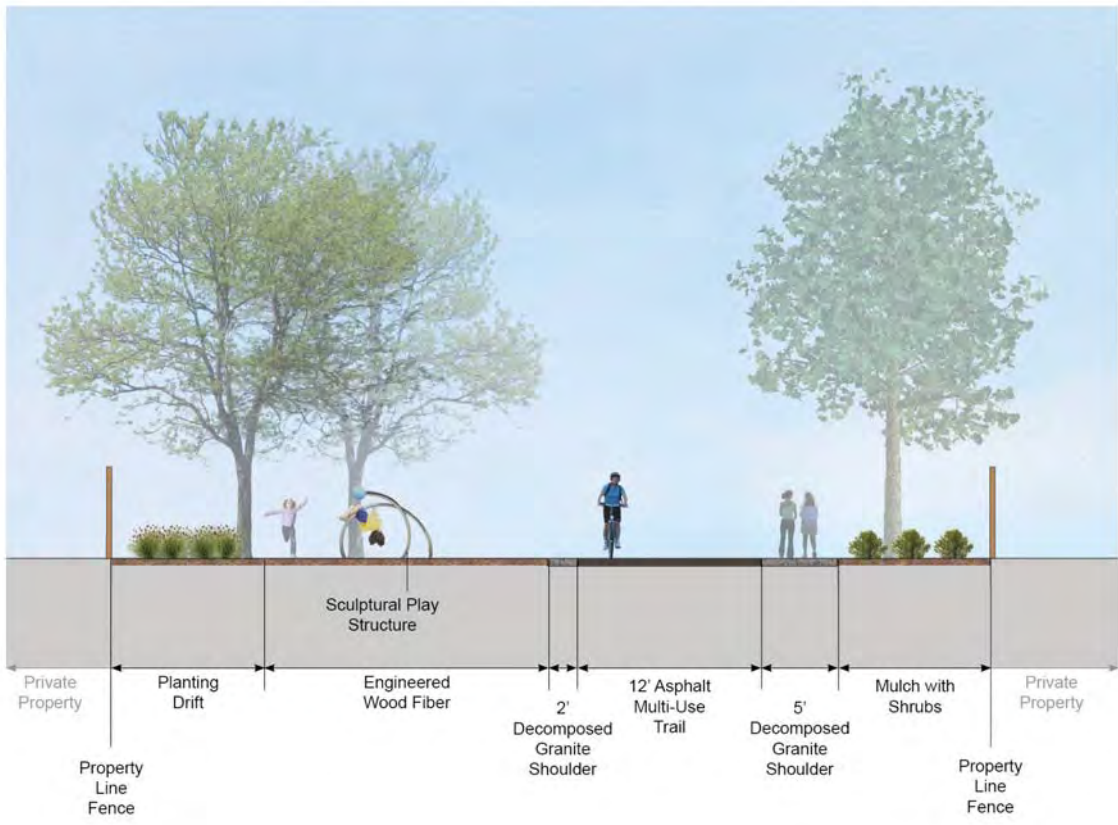 Sculptural Play
Structure
Private
Property
Planting
Drift
Engineered
Wood Fiber
2'
Decomposed
Granite
Shoulder
12' Asphalt
Multi-Use
Trail
5'
Decomposed
Granite
Shoulder
Mulch with
Shrubs
Private
Property
Property
Line
Fence
Property
Line
Fence